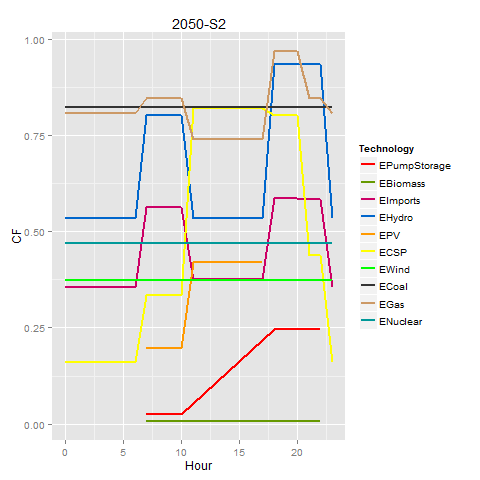 2050-S2
1.00
0.75
0.50
0.25
0.00
CF
0 5 10 15 20
Hour
Technology
EPumpStorage
EBiomass
EImports
EHydro
EPV
ECSP
EWind
ECoal
EGas
ENuclear